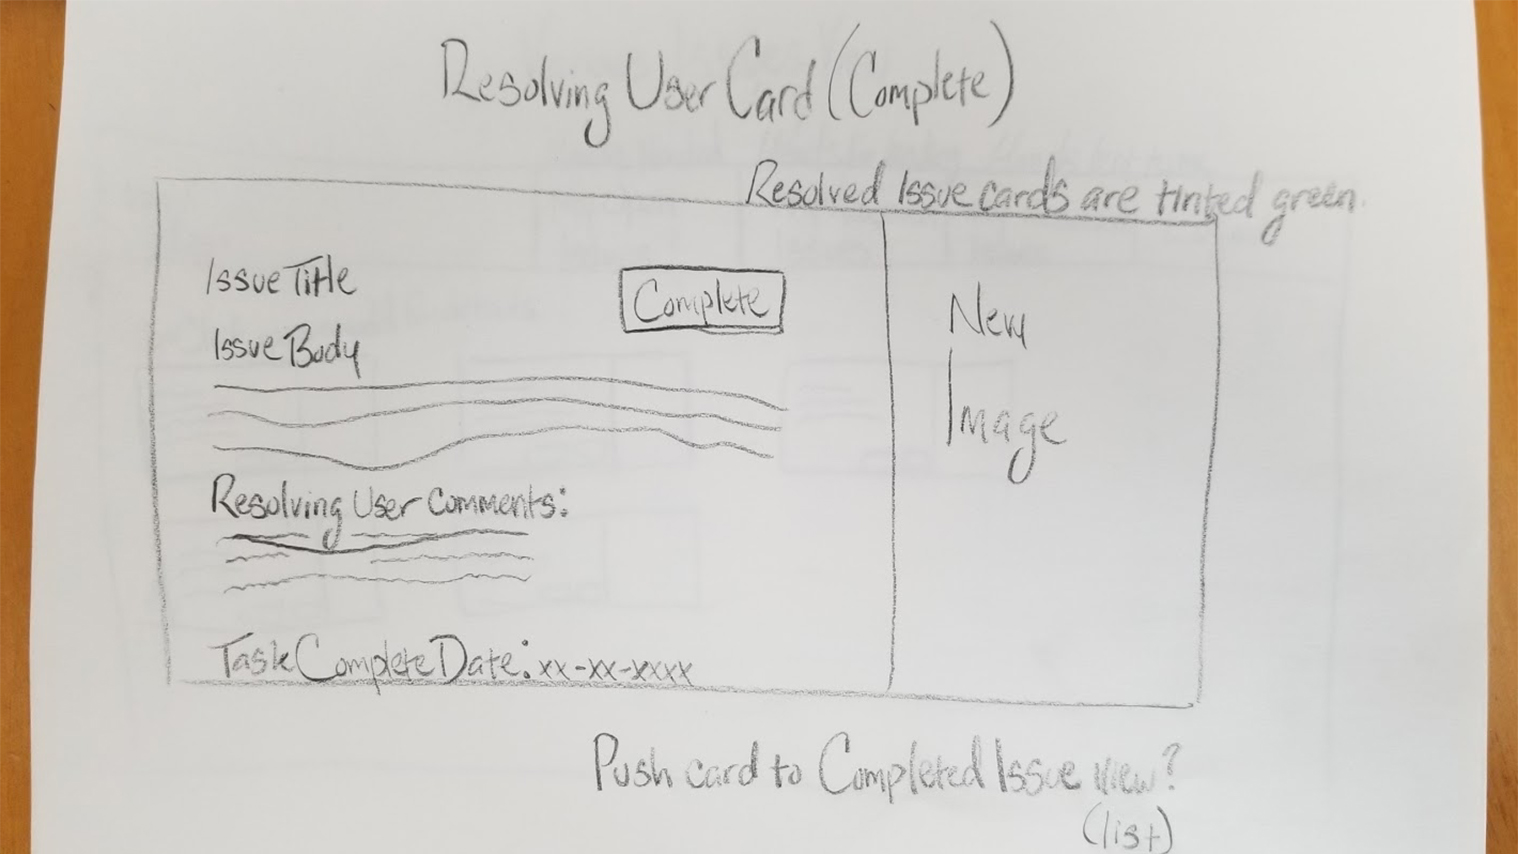 Resolving User Card (Complete)
Resolved Issue cards are tinted green.
Issue Title
Complete
Issue Body
New
Image
Resolving User Comments:
Task Complete Date: xx-xx-xxxx
Push card to Completed Issue view?
(list)